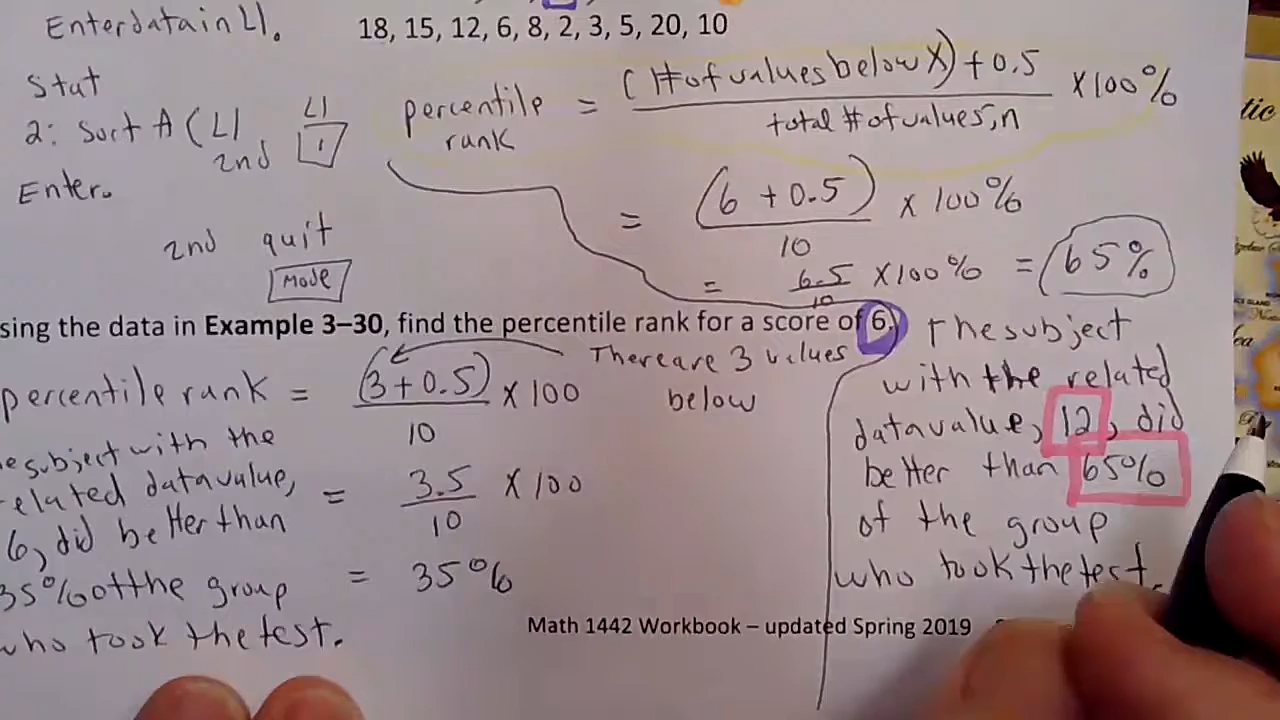 Enter data in L1.
18, 15, 12, 6, 8, 2, 3, 5, 20, 10
Stat
2: Sort A (L1
2nd
L1
1
Enter.
2nd quit
Mode
percentile rank = (# of values below X) + 0.5 / total # of values, n × 100%
= (6 + 0.5) / 10 × 100%
= 6.5 / 10 × 100% = 65%
sing the data in Example 3–30, find the percentile rank for a score of 6.
percentile rank = (3 + 0.5) / 10 × 100
There are 3 values
below
= 3.5 / 10 × 100
= 35%
e subject with the
related data value,
6, did better than
35% of the group
who took the test.
The subject
with the related
data value, 12, did
better than 65%
of the group
who took the test.
Math 1442 Workbook – updated Spring 2019
tic